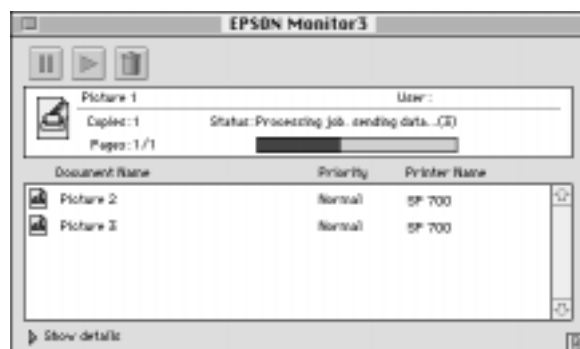 EPSON Monitor3
Picture 1 User:
Copies: 1 Status: Processing job. sending data...(3)
Pages: 1/1
Document Name Priority Printer Name
Picture 2 Normal SP 700
Picture 3 Normal SP 700
Show details